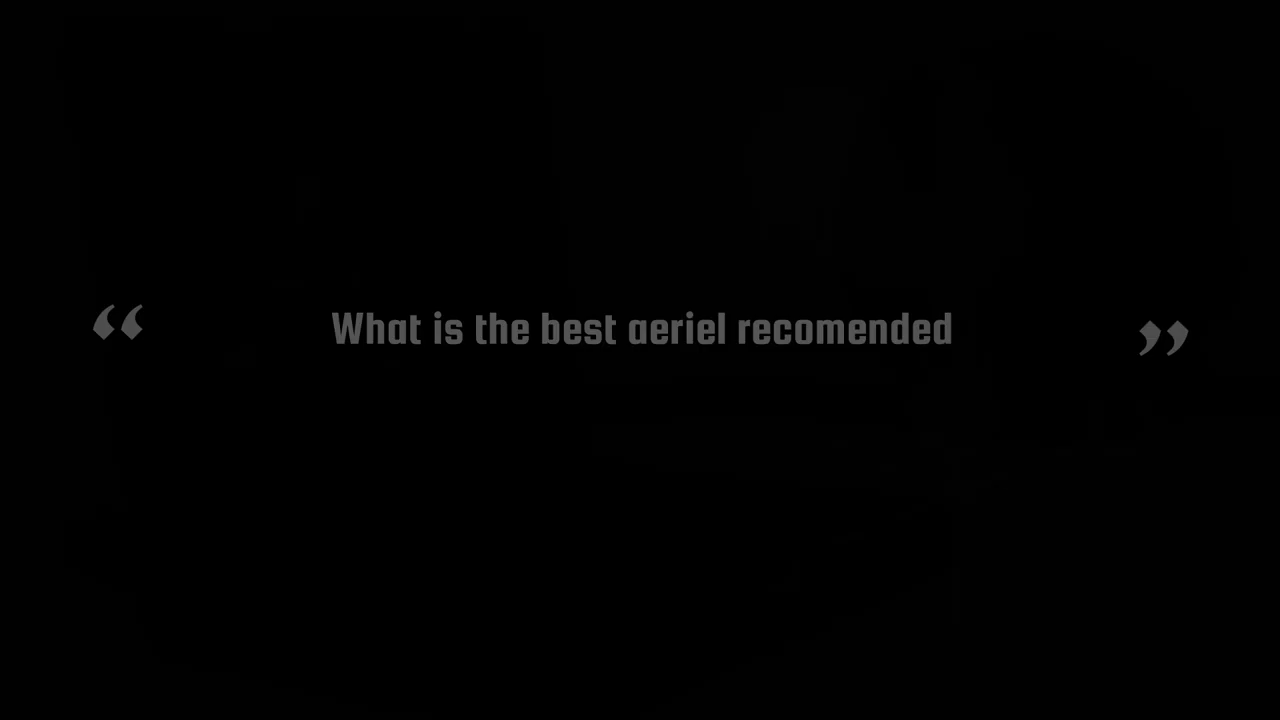 “ What is the best aeriel recomended ”